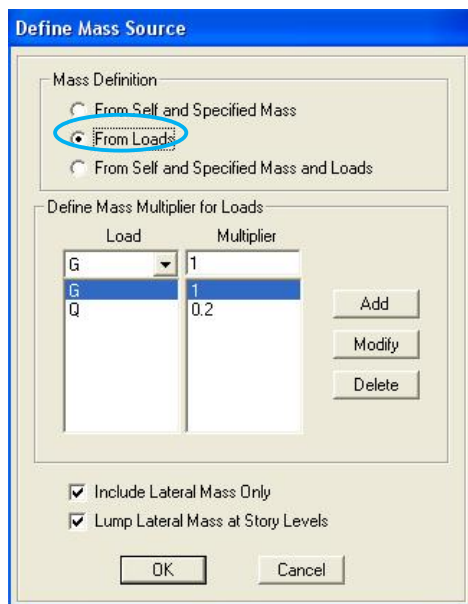 Define Mass Source
Mass Definition
From Self and Specified Mass
From Loads
From Self and Specified Mass and Loads
Define Mass Multiplier for Loads
Load Multiplier
G 1
G 1
Q 0.2
Add
Modify
Delete
Include Lateral Mass Only
Lump Lateral Mass at Story Levels
OK Cancel